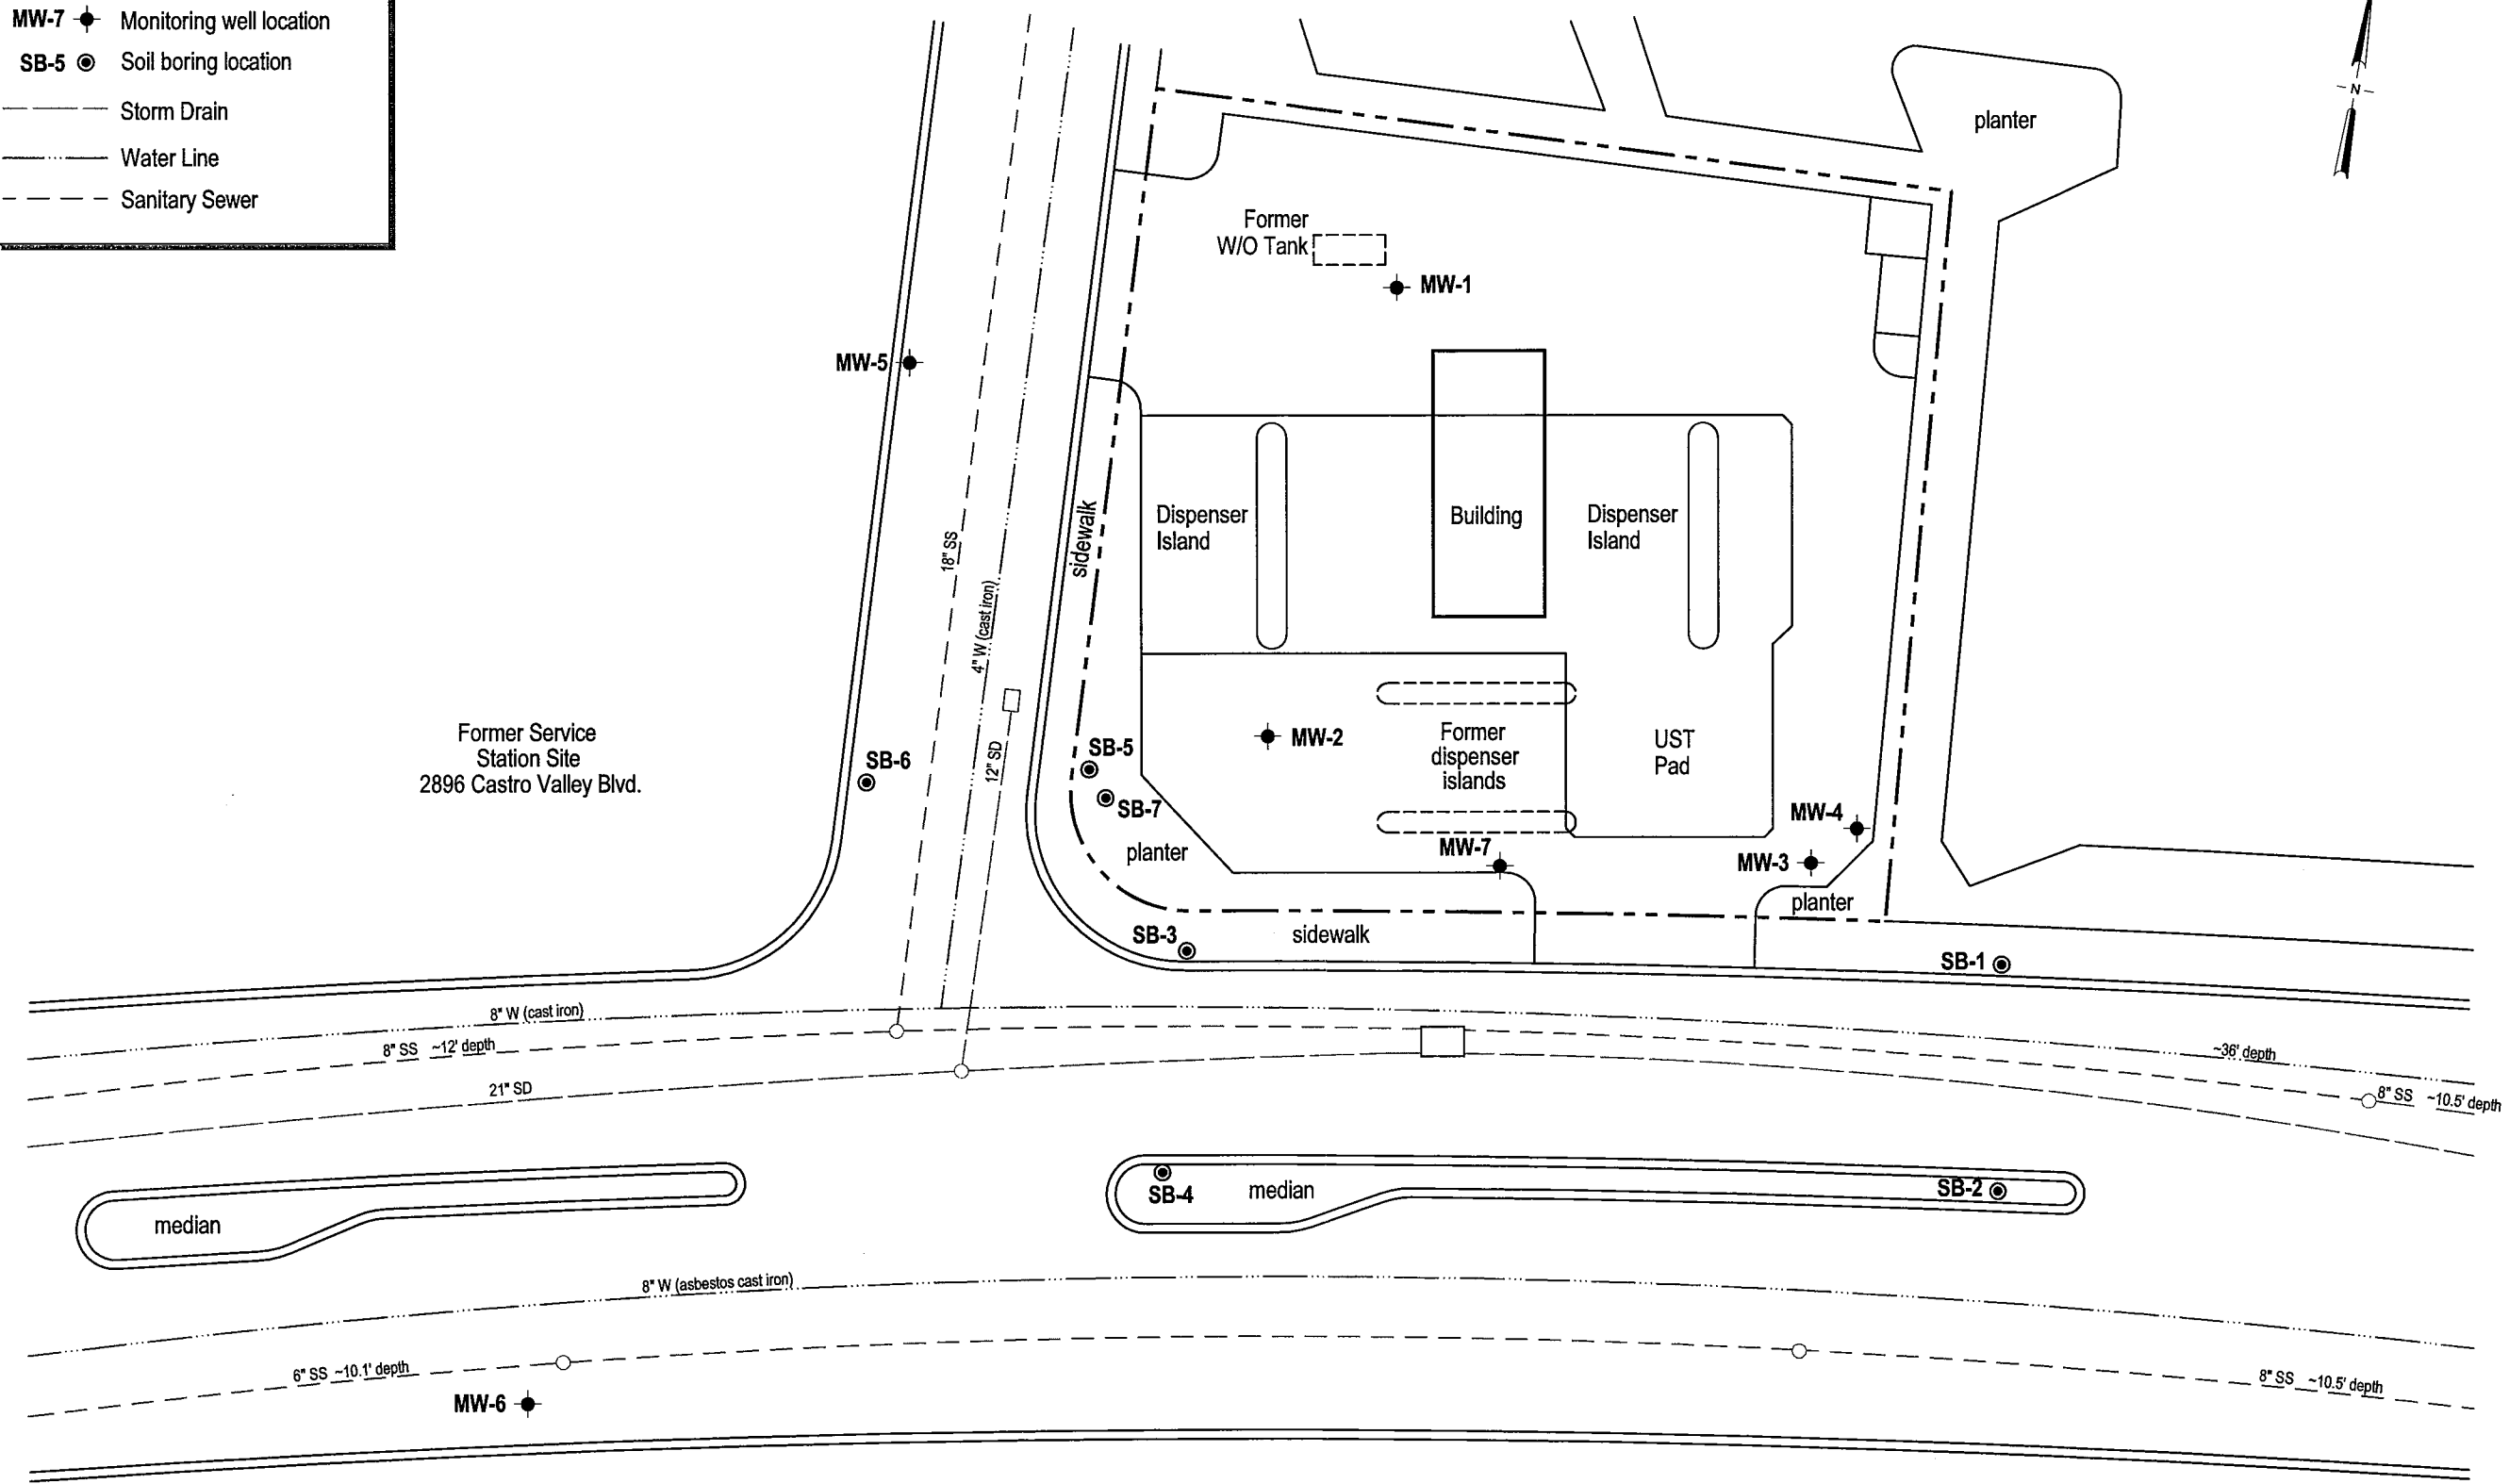 MW-7 Monitoring well location
SB-5 Soil boring location
Storm Drain
Water Line
Sanitary Sewer
N
planter
Former
W/O Tank
MW-1
MW-5
sidewalk
18" SS
4" W (cast iron)
12" SD
Dispenser
Island
Building
Dispenser
Island
Former Service
Station Site
2896 Castro Valley Blvd.
SB-6
SB-5
SB-7
MW-2
Former
dispenser
islands
UST
Pad
MW-4
MW-3
MW-7
planter
planter
SB-3
sidewalk
SB-1
8" W (cast iron)
8" SS ~12' depth
21" SD
~36' depth
8" SS ~10.5' depth
SB-4
median
SB-2
median
8" W (asbestos cast iron)
6" SS ~10.1' depth
8" SS ~10.5' depth
MW-6